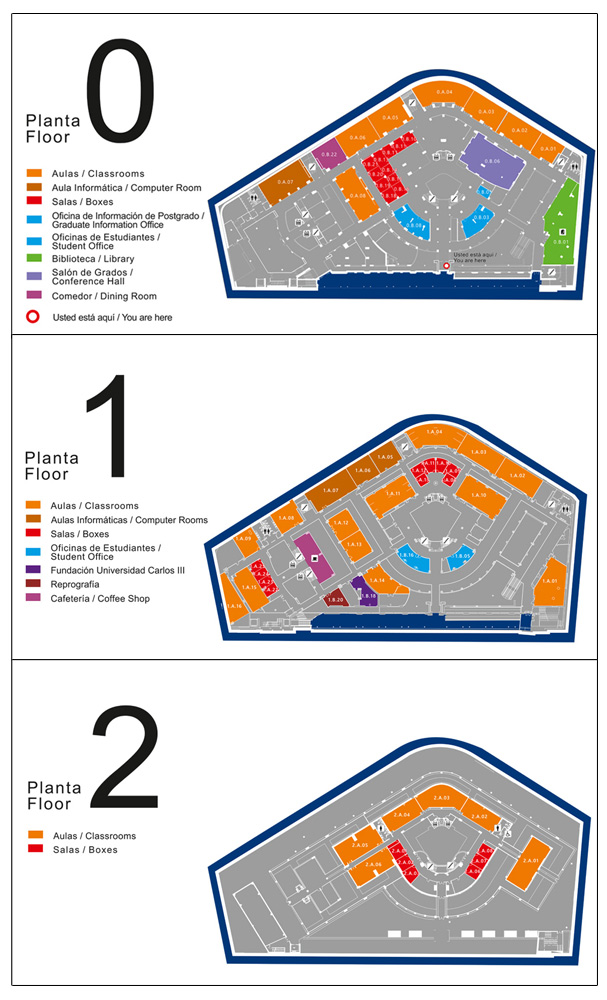 0
Planta
Floor
Aulas / Classrooms
Aula Informática / Computer Room
Salas / Boxes
Oficina de Información de Postgrado /
Graduate Information Office
Oficinas de Estudiantes /
Student Office
Biblioteca / Library
Salón de Grados /
Conference Hall
Comedor / Dining Room
Usted está aquí / You are here
0.A.04
0.A.03
0.A.05
0.A.02
0.A.06
0.A.01
0.B.22
0.B.06
0.A.07
0.A.08
0.B.03
0.B.09
0.B.01
Usted está aquí /
You are here
1
Planta
Floor
Aulas / Classrooms
Aulas Informáticas / Computer Rooms
Salas / Boxes
Oficinas de Estudiantes /
Student Office
Fundación Universidad Carlos III
Reprografía
Cafetería / Coffee Shop
1.A.04
1.A.03
1.A.05
1.A.06
1.A.02
1.A.07
1.A.11
1.A.10
1.A.08
1.A.12
1.A.09
1.A.13
1.B.16
1.B.05
1.A.14
1.A.01
1.A.15
1.B.18
1.B.20
1.A.16
2
Planta
Floor
Aulas / Classrooms
Salas / Boxes
2.A.03
2.A.04
2.A.02
2.A.05
2.A.06
2.A.01